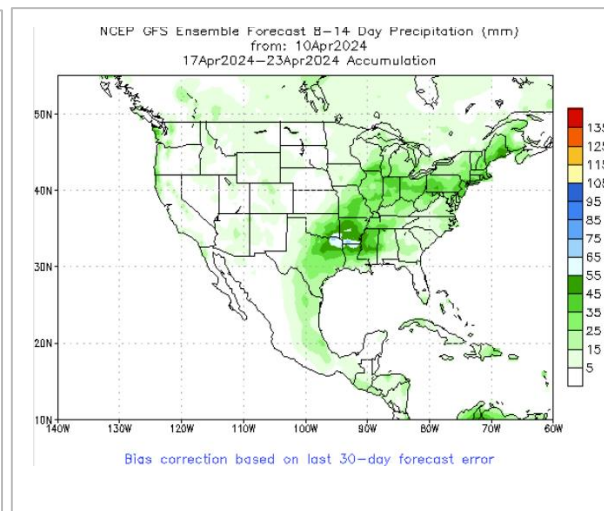 NCEP GFS Ensemble Forecast 8-14 Day Precipitation (mm)
from: 10Apr2024
17Apr2024-23Apr2024 Accumulation
50N
40N
30N
20N
10N
140W 130W 120W 110W 100W 90W 80W 70W 60W
135
125
115
105
95
85
75
65
55
45
35
25
15
5
Bias correction based on last 30-day forecast error